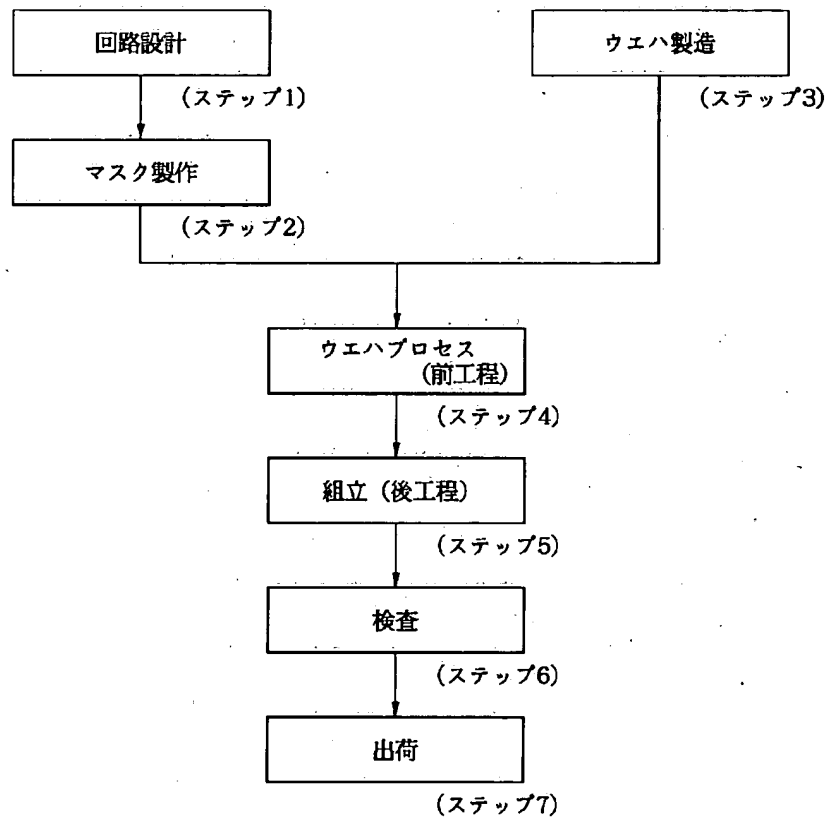 回路設計
(ステップ1)
マスク製作
(ステップ2)
ウエハ製造
(ステップ3)
ウエハプロセス
(前工程)
(ステップ4)
組立（後工程）
(ステップ5)
検査
(ステップ6)
出荷
(ステップ7)